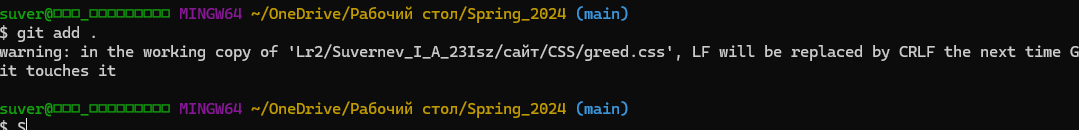 suver@□□□_□□□□□□□□□ MINGW64 ~/OneDrive/Рабочий стол/Spring_2024 (main)
$ git add .
warning: in the working copy of 'Lr2/Suvernev_I_A_23Isz/сайт/CSS/greed.css', LF will be replaced by CRLF the next time G
it touches it
suver@□□□_□□□□□□□□□ MINGW64 ~/OneDrive/Рабочий стол/Spring_2024 (main)
$ S